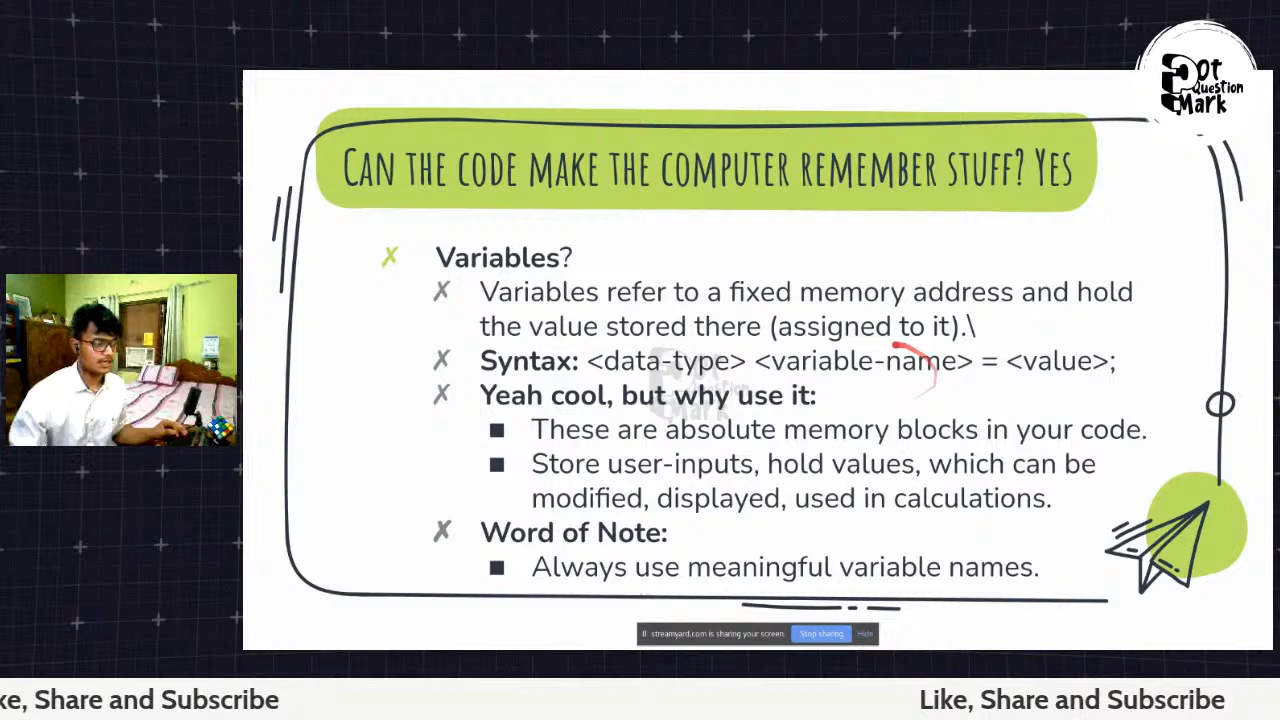 Dot
Question
Mark
CAN THE CODE MAKE THE COMPUTER REMEMBER STUFF? YES
✗ Variables?
✗ Variables refer to a fixed memory address and hold
the value stored there (assigned to it).\
✗ Syntax: <data-type> <variable-name> = <value>;
✗ Yeah cool, but why use it:
■ These are absolute memory blocks in your code.
■ Store user-inputs, hold values, which can be
modified, displayed, used in calculations.
✗ Word of Note:
■ Always use meaningful variable names.
Dot
Question
Mark
streamyard.com is sharing your screen. Stop sharing Hide
ke, Share and Subscribe Like, Share and Subscribe